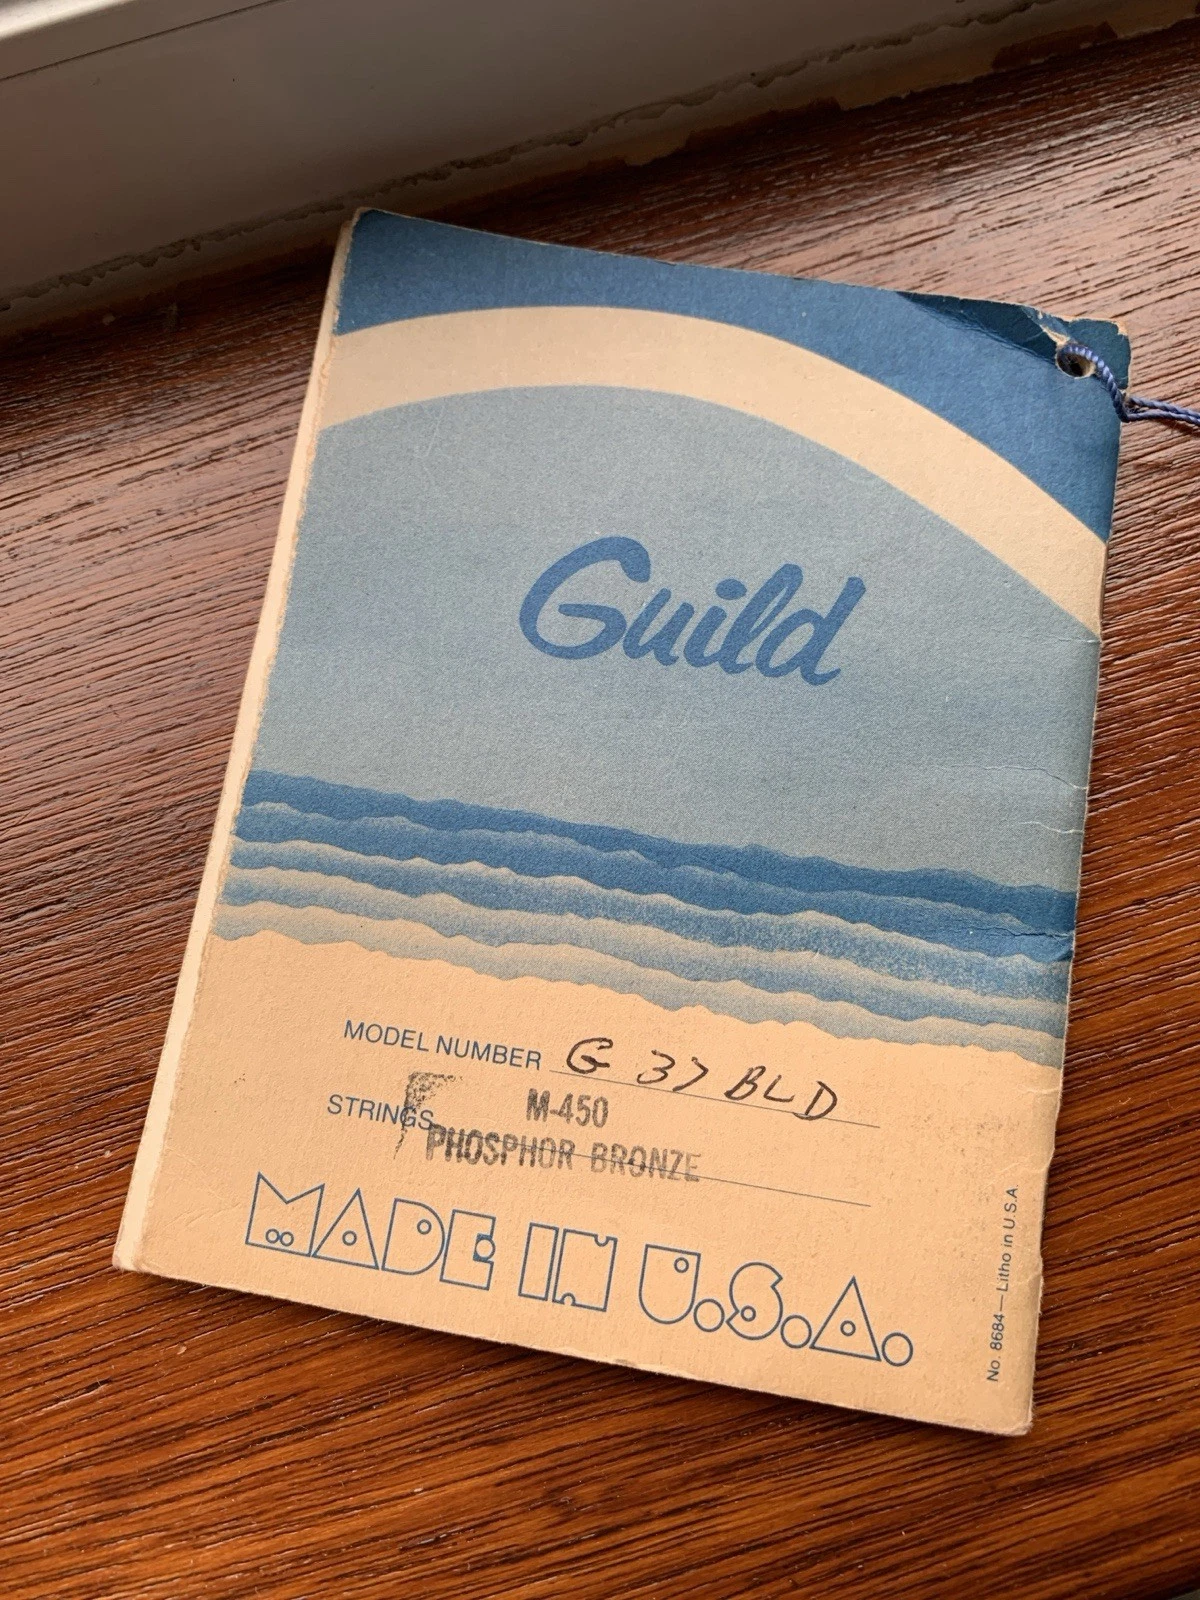 Guild
MODEL NUMBER G 37 BLD
STRINGS M-450
PHOSPHOR BRONZE
MADE IN U.S.A.
No. 8684—Litho in U.S.A.